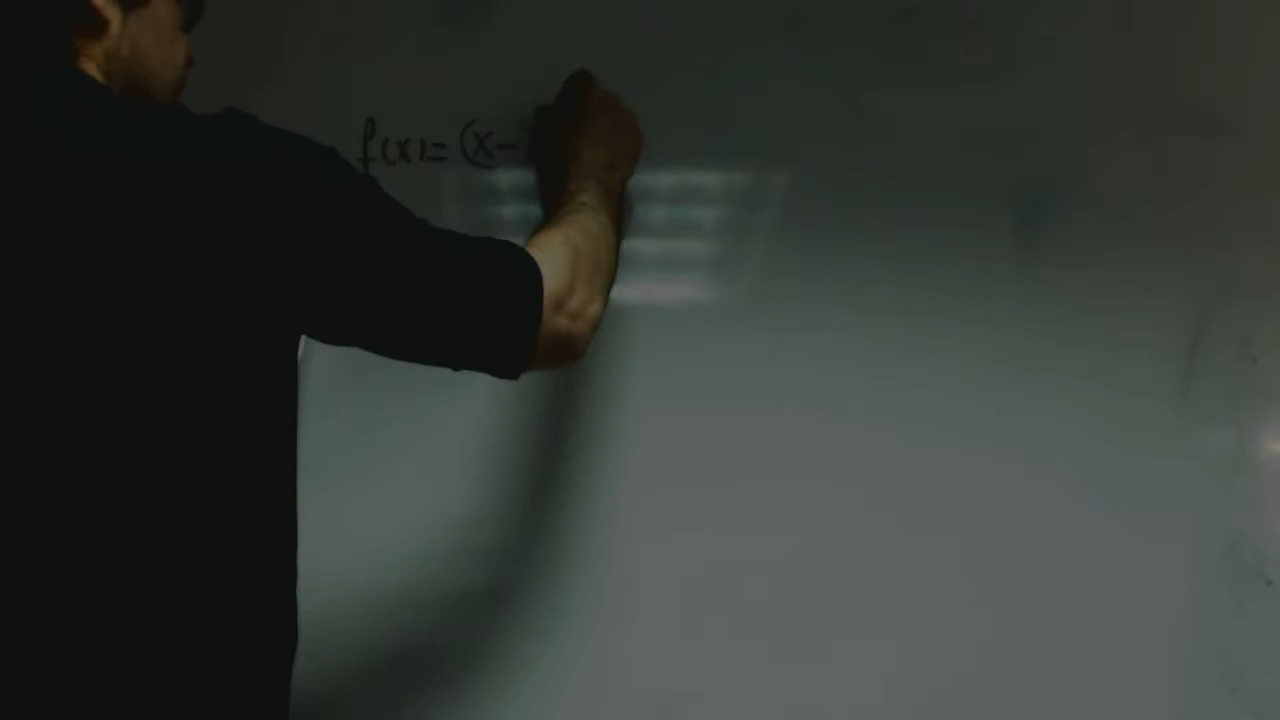 f(x)= (x-